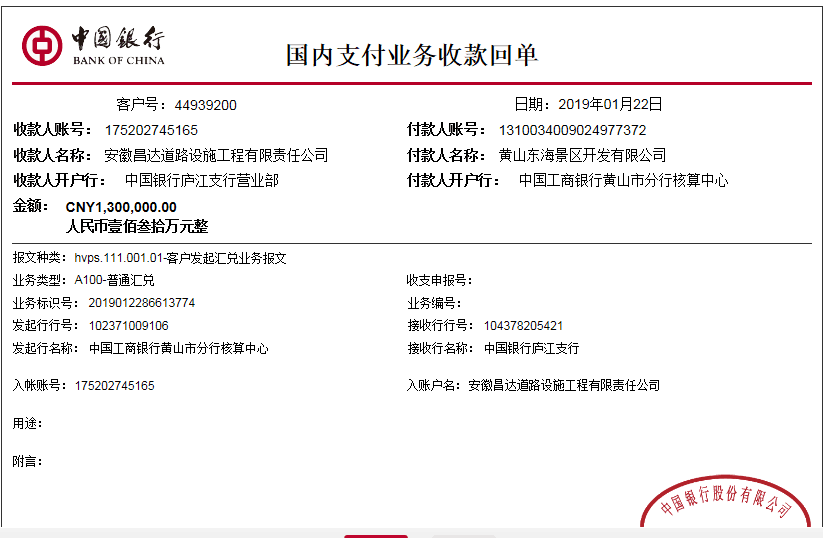 中国银行
BANK OF CHINA
国内支付业务收款回单
客户号：44939200 日期：2019年01月22日
收款人账号：175202745165 付款人账号：1310034009024977372
收款人名称：安徽昌达道路设施工程有限责任公司 付款人名称：黄山东海景区开发有限公司
收款人开户行：中国银行庐江支行营业部 付款人开户行：中国工商银行黄山市分行核算中心
金额：CNY1,300,000.00
人民币壹佰叁拾万元整
报文种类：hvps.111.001.01-客户发起汇兑业务报文
业务类型：A100-普通汇兑 收支申报号：
业务标识号：2019012286613774 业务编号：
发起行行号：102371009106 接收行行号：104378205421
发起行名称：中国工商银行黄山市分行核算中心 接收行名称：中国银行庐江支行
入帐账号：175202745165 入账户名：安徽昌达道路设施工程有限责任公司
用途：
附言：
中国银行股份有限公司